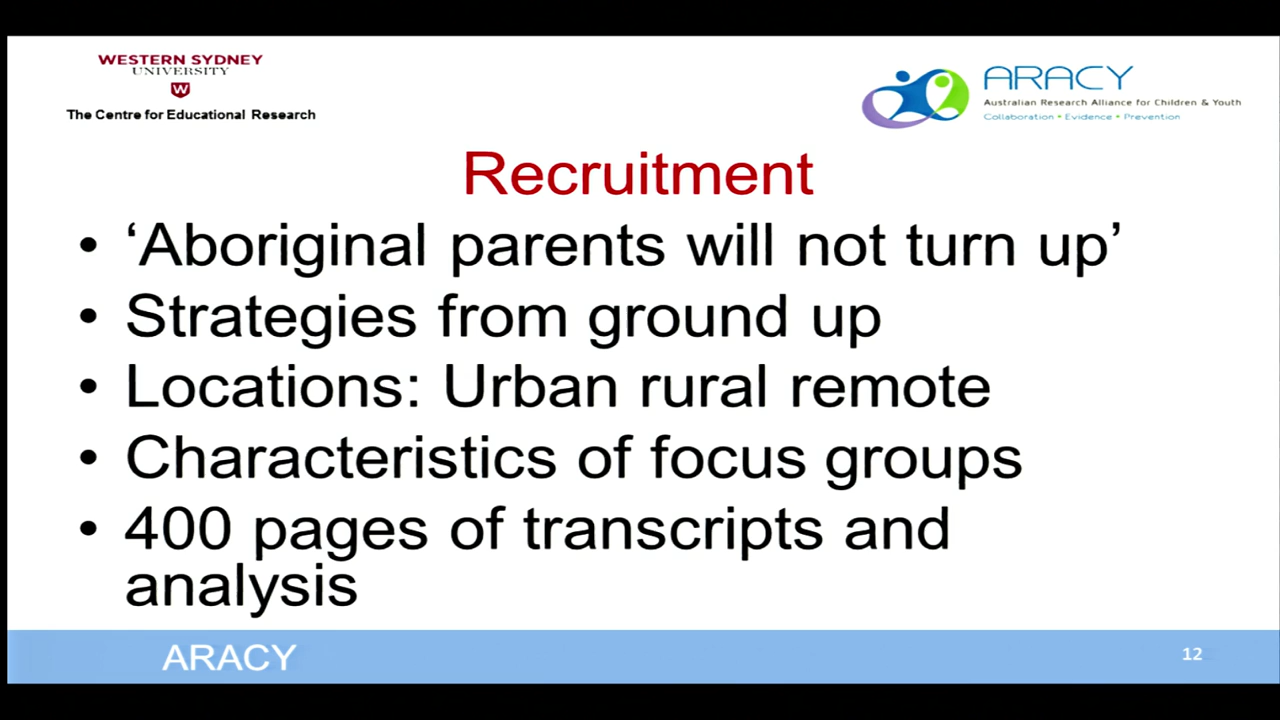 WESTERN SYDNEY
UNIVERSITY
W
The Centre for Educational Research
ARACY
Australian Research Alliance for Children & Youth
Collaboration • Evidence • Prevention
Recruitment
• ‘Aboriginal parents will not turn up’
• Strategies from ground up
• Locations: Urban rural remote
• Characteristics of focus groups
• 400 pages of transcripts and
analysis
ARACY
12